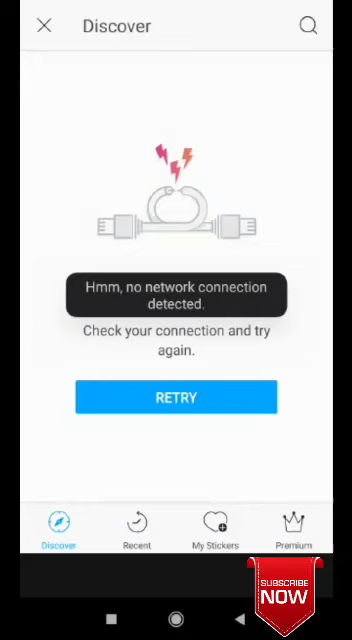 Discover
Hmm, no network connection
detected.
Check your connection and try
again.
RETRY
Discover
Recent
My Stickers
Premium
SUBSCRIBE
NOW